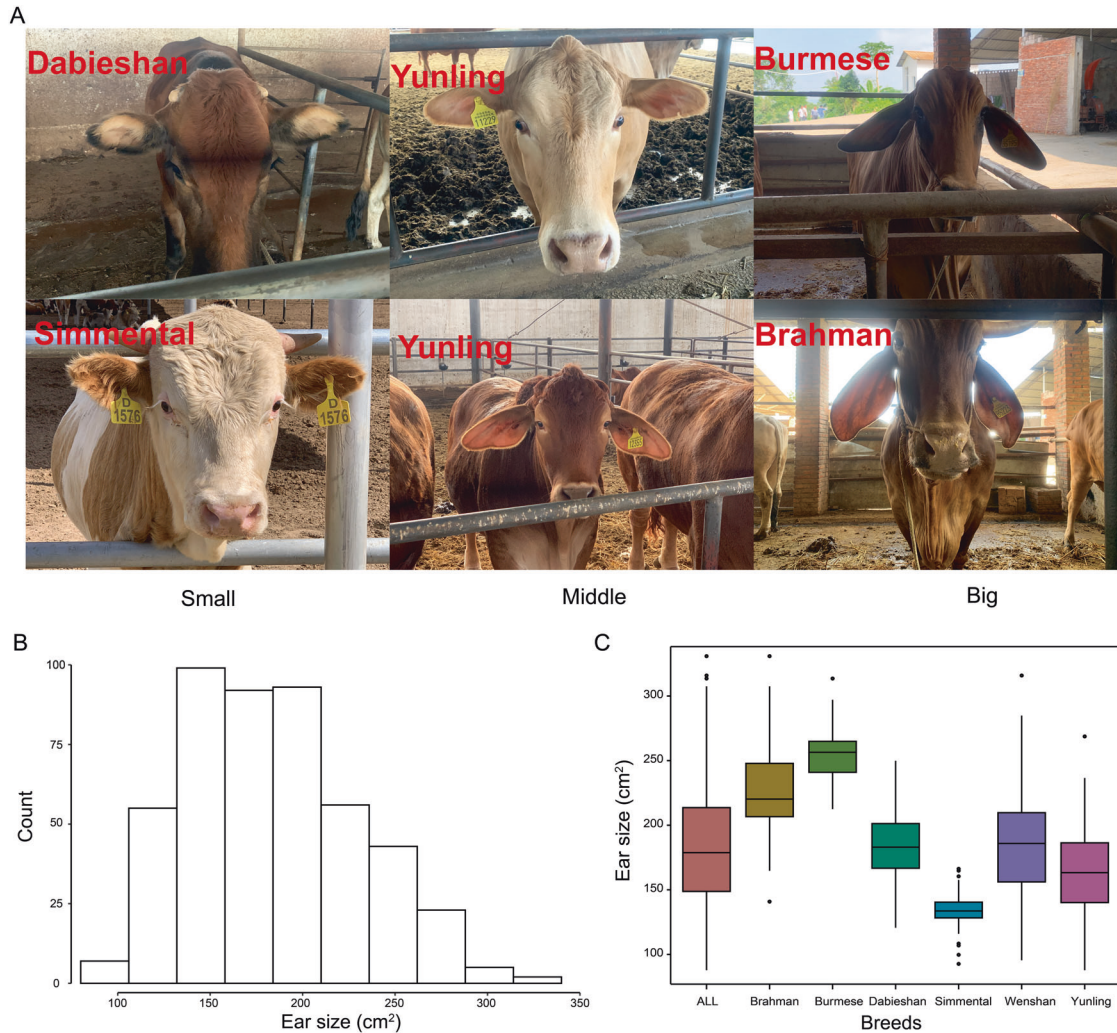 A
Dabieshan
Yunling
Burmese
11229
Simmental
Yunling
Brahman
D
1576
D
1576
Small
Middle
Big
B
100
75
50
25
0
Count
100
150
200
250
300
350
Ear size (cm²)
C
300
250
200
150
100
Ear size (cm²)
ALL
Brahman
Burmese
Dabieshan
Simmental
Wenshan
Yunling
Breeds